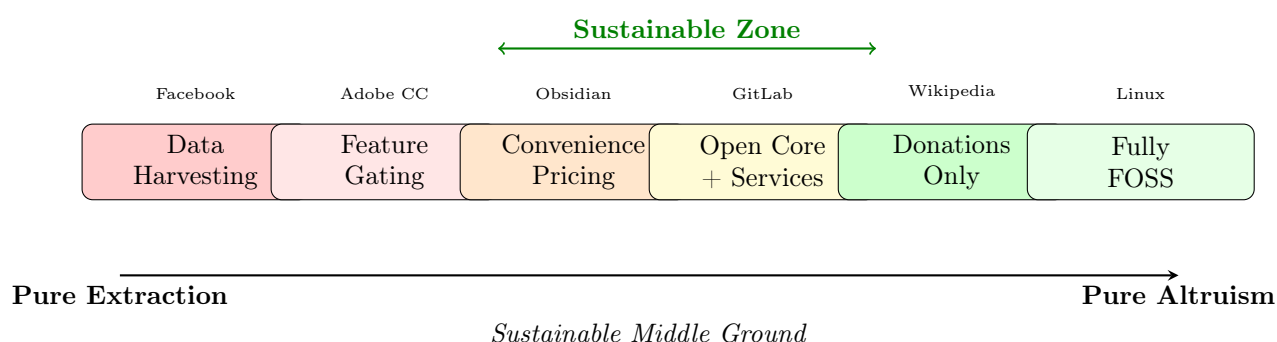 Sustainable Zone
Facebook
Adobe CC
Obsidian
GitLab
Wikipedia
Linux
Data
Harvesting
Feature
Gating
Convenience
Pricing
Open Core
+ Services
Donations
Only
Fully
FOSS
Pure Extraction
Pure Altruism
Sustainable Middle Ground